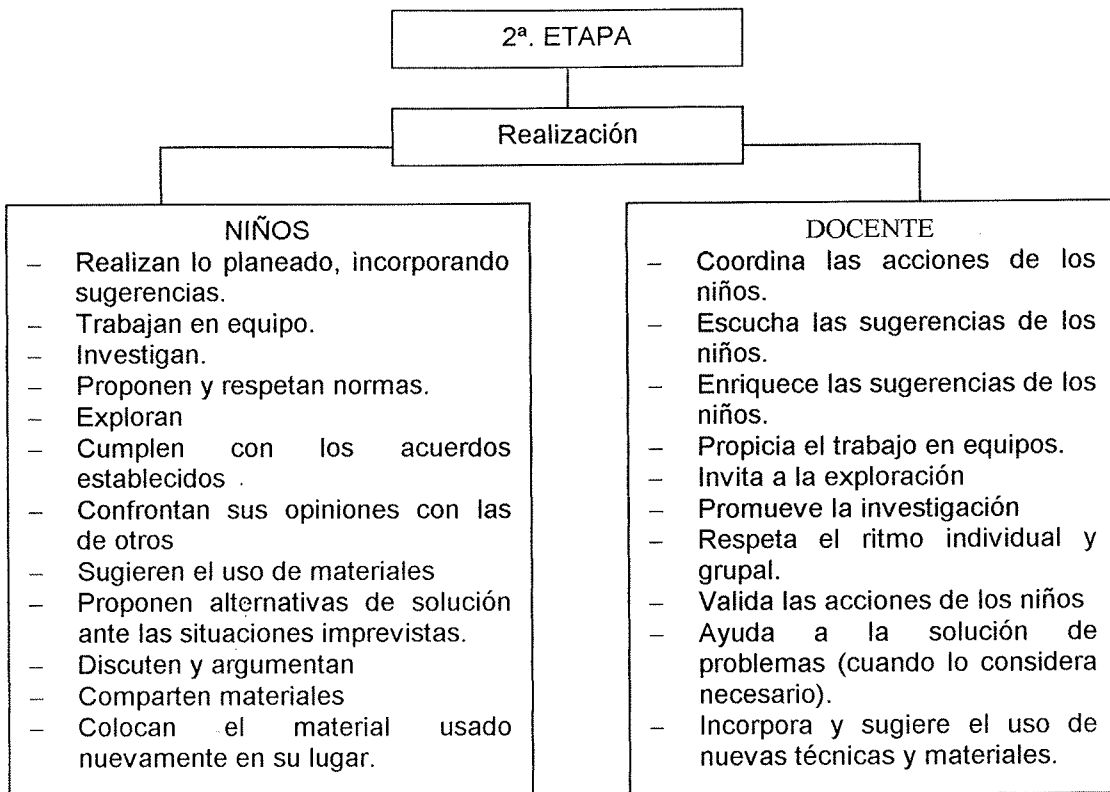 2ª. ETAPA
Realización
NIÑOS
– Realizan lo planeado, incorporando
sugerencias.
– Trabajan en equipo.
– Investigan.
– Proponen y respetan normas.
– Exploran
– Cumplen con los acuerdos
establecidos
– Confrontan sus opiniones con las
de otros
– Sugieren el uso de materiales
– Proponen alternativas de solución
ante las situaciones imprevistas.
– Discuten y argumentan
– Comparten materiales
– Colocan el material usado
nuevamente en su lugar.
DOCENTE
– Coordina las acciones de los
niños.
– Escucha las sugerencias de los
niños.
– Enriquece las sugerencias de los
niños.
– Propicia el trabajo en equipos.
– Invita a la exploración
– Promueve la investigación
– Respeta el ritmo individual y
grupal.
– Valida las acciones de los niños
– Ayuda a la solución de
problemas (cuando lo considera
necesario).
– Incorpora y sugiere el uso de
nuevas técnicas y materiales.